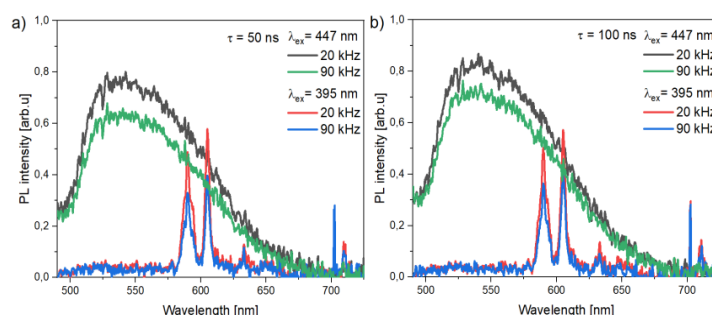 a)
τ = 50 ns λex= 447 nm
20 kHz
90 kHz
λex= 395 nm
20 kHz
90 kHz
PL intensity [arb.u]
1,0
0,8
0,6
0,4
0,2
0,0
500 550 600 650 700
Wavelength [nm]
b)
τ = 100 ns λex= 447 nm
20 kHz
90 kHz
λex= 395 nm
20 kHz
90 kHz
PL intensity [arb.u]
1,0
0,8
0,6
0,4
0,2
0,0
500 550 600 650 700
Wavelength [nm]